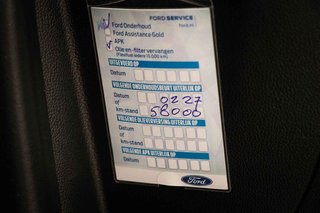 FORD SERVICE
Ford Onderhoud
Ford Assistance Gold
APK
Olie en-filter vervangen
UITGEVOERD OP
Datum
VOLGENDE ONDERHOUDSBEURT UITERLIJK OP
Datum 0227
of
km-stand 58000
VOLGENDE OLIEVERVERSING UITERLIJK OP
Datum
of
km-stand
VOLGENDE APK UITERLIJK OP
Datum
Ford